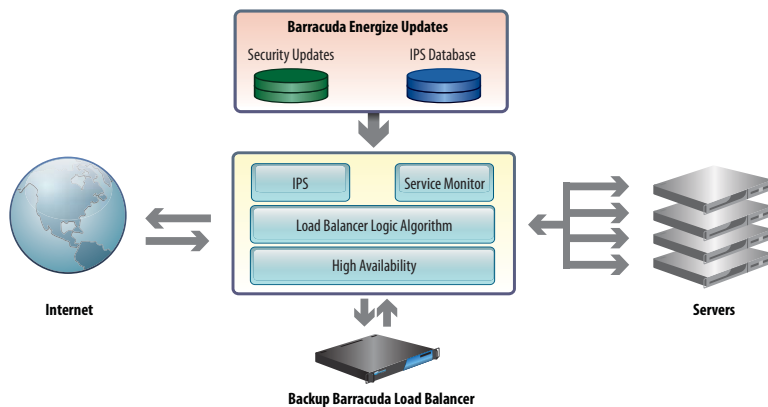 Barracuda Energize Updates
Security Updates
IPS Database
IPS
Service Monitor
Load Balancer Logic Algorithm
High Availability
Internet
Servers
Backup Barracuda Load Balancer